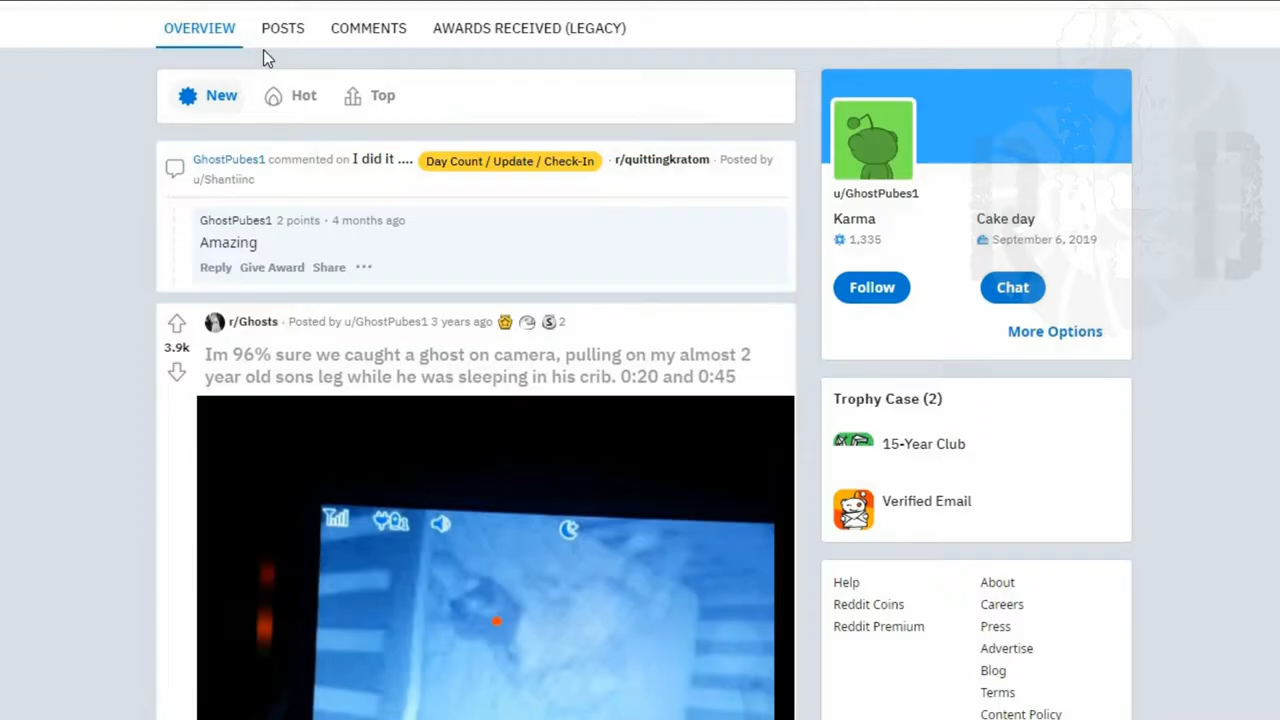 OVERVIEW POSTS COMMENTS AWARDS RECEIVED (LEGACY)
New Hot Top
GhostPubes1 commented on I did it .... Day Count / Update / Check-In · r/quittingkratom · Posted by
u/Shantiinc
GhostPubes1 2 points · 4 months ago
Amazing
Reply Give Award Share ···
r/Ghosts · Posted by u/GhostPubes1 3 years ago 2
3.9k
Im 96% sure we caught a ghost on camera, pulling on my almost 2
year old sons leg while he was sleeping in his crib. 0:20 and 0:45
u/GhostPubes1
Karma Cake day
1,335 September 6, 2019
Follow Chat
More Options
Trophy Case (2)
15-Year Club
Verified Email
Help About
Reddit Coins Careers
Reddit Premium Press
Advertise
Blog
Terms
Content Policy